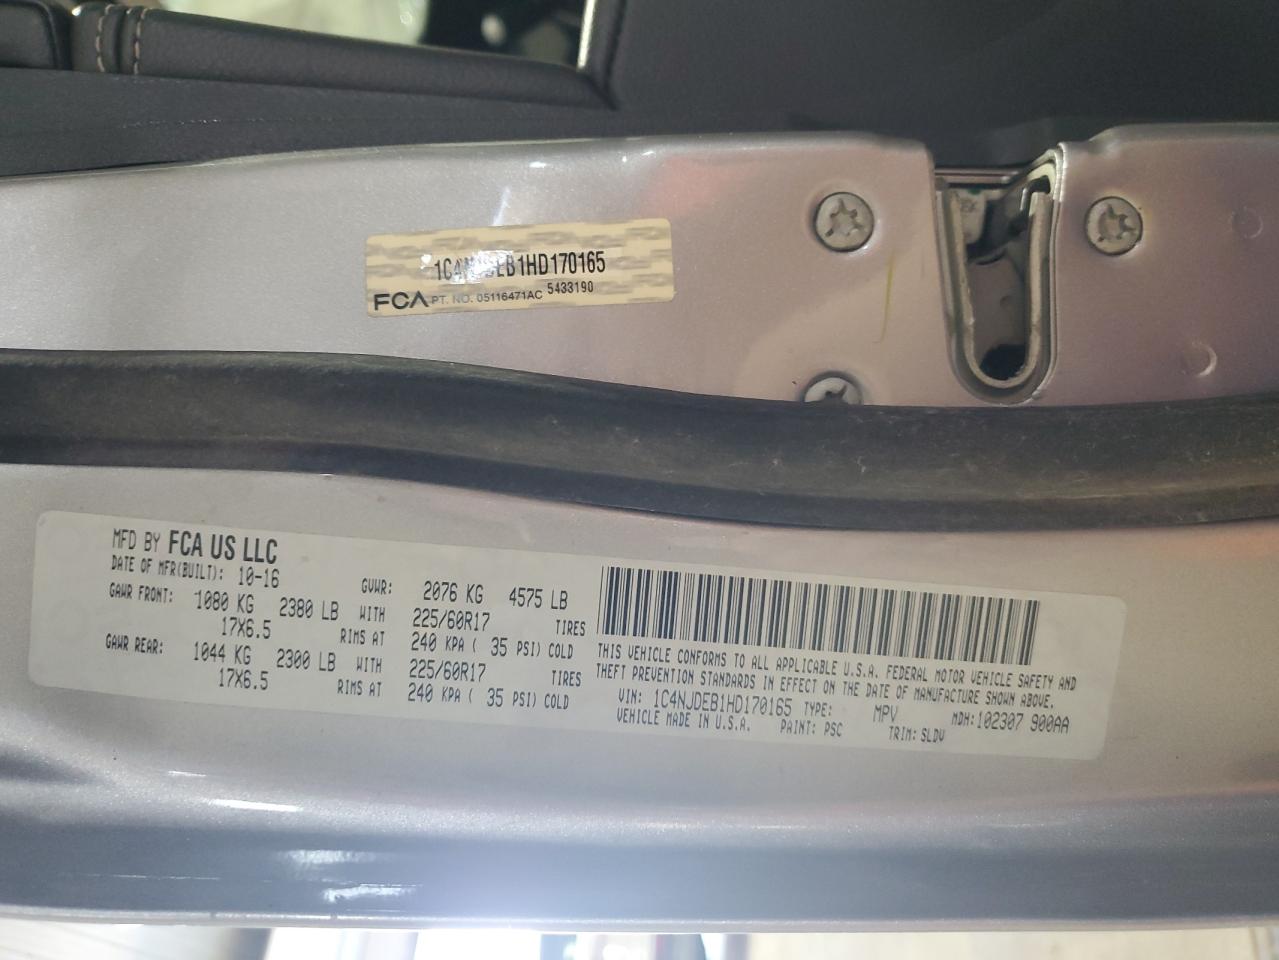 1C4NJDEB1HD170165
FCA PT. NO. 05116471AC 5433190
MFD BY FCA US LLC
DATE OF MFR(BUILT): 10-16 GVWR: 2076 KG 4575 LB
GAWR FRONT: 1080 KG 2380 LB WITH 225/60R17 TIRES
17X6.5 RIMS AT 240 KPA ( 35 PSI) COLD
GAWR REAR: 1044 KG 2300 LB WITH 225/60R17 TIRES
17X6.5 RIMS AT 240 KPA ( 35 PSI) COLD
THIS VEHICLE CONFORMS TO ALL APPLICABLE U.S.A. FEDERAL MOTOR VEHICLE SAFETY AND
THEFT PREVENTION STANDARDS IN EFFECT ON THE DATE OF MANUFACTURE SHOWN ABOVE.
VIN: 1C4NJDEB1HD170165 TYPE: MPV MDH: 102307 900AA
VEHICLE MADE IN U.S.A. PAINT: PSC TRIM: SLDV